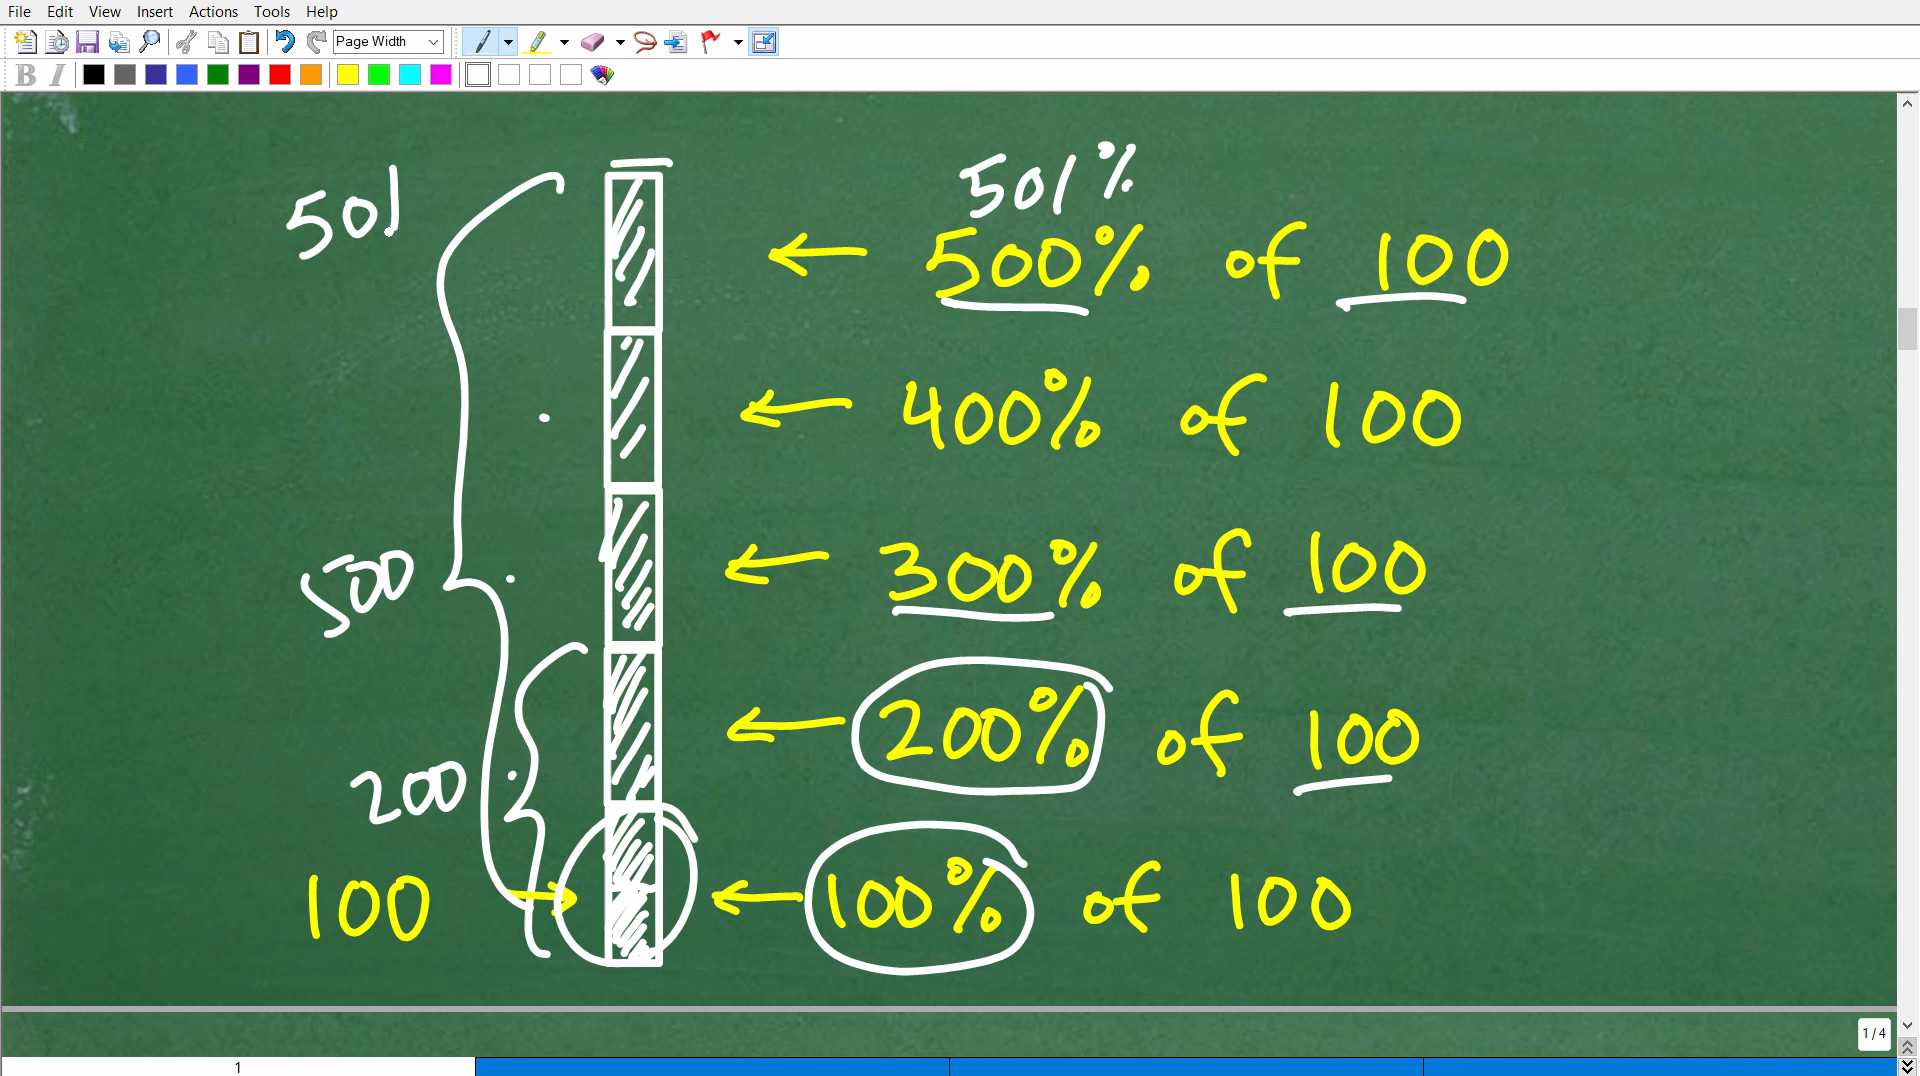 File Edit View Insert Actions Tools Help
Page Width
B I
501 501%
← 500% of 100
← 400% of 100
500 ← 300% of 100
200 ← 200% of 100
100 → ← 100% of 100
1 / 4
1